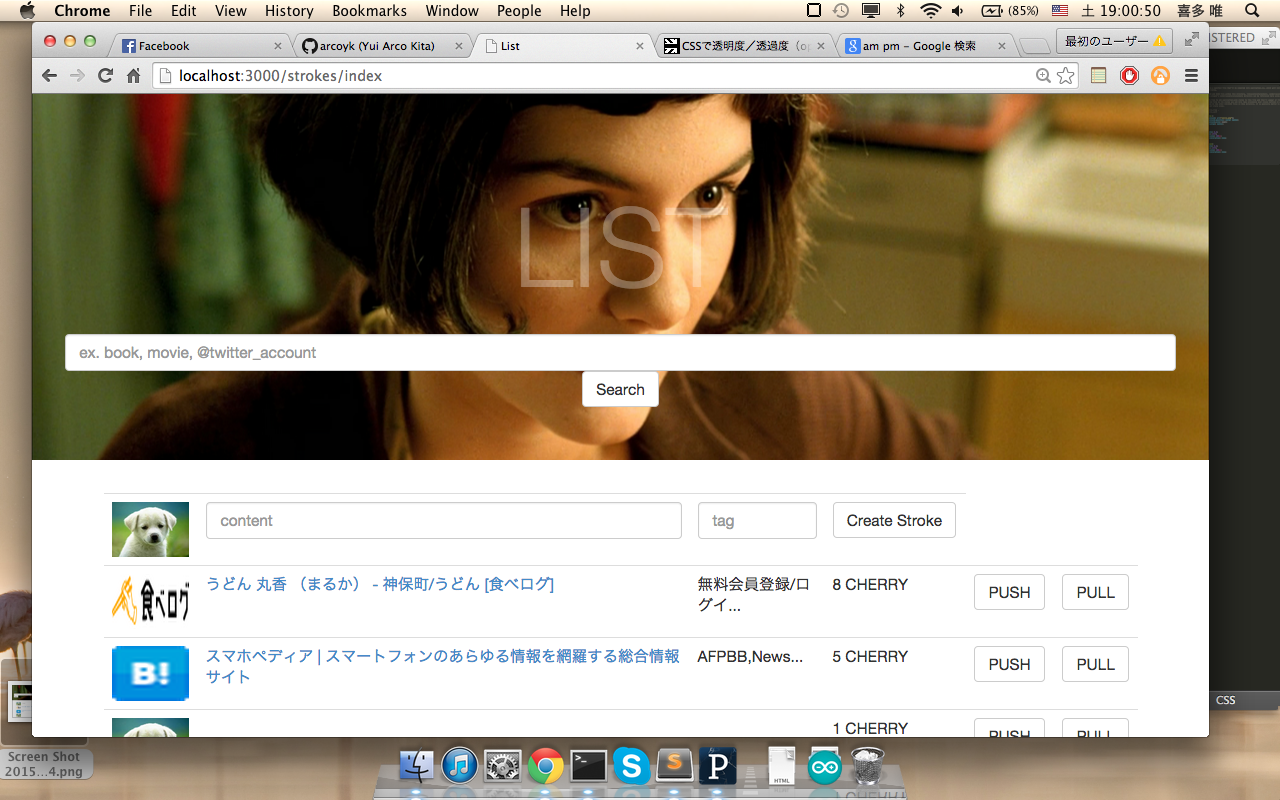 Chrome File Edit View History Bookmarks Window People Help (85%) 土 19:00:50 喜多 唯
Facebook
arcoyk (Yui Arco Kita)
List
CSSで透明度／透過度（op
am pm - Google 検索
最初のユーザー
ISTERED
localhost:3000/strokes/index
LIST
ex. book, movie, @twitter_account
Search
content
tag
Create Stroke
食べログ
うどん 丸香 （まるか） - 神保町/うどん [食べログ]
無料会員登録/ロ
グイ...
8 CHERRY
PUSH
PULL
B!
スマホペディア | スマートフォンのあらゆる情報を網羅する総合情報
サイト
AFPBB,News...
5 CHERRY
PUSH
PULL
1 CHERRY
PUSH
PULL
CSS
Screen Shot
2015...4.png
HTML